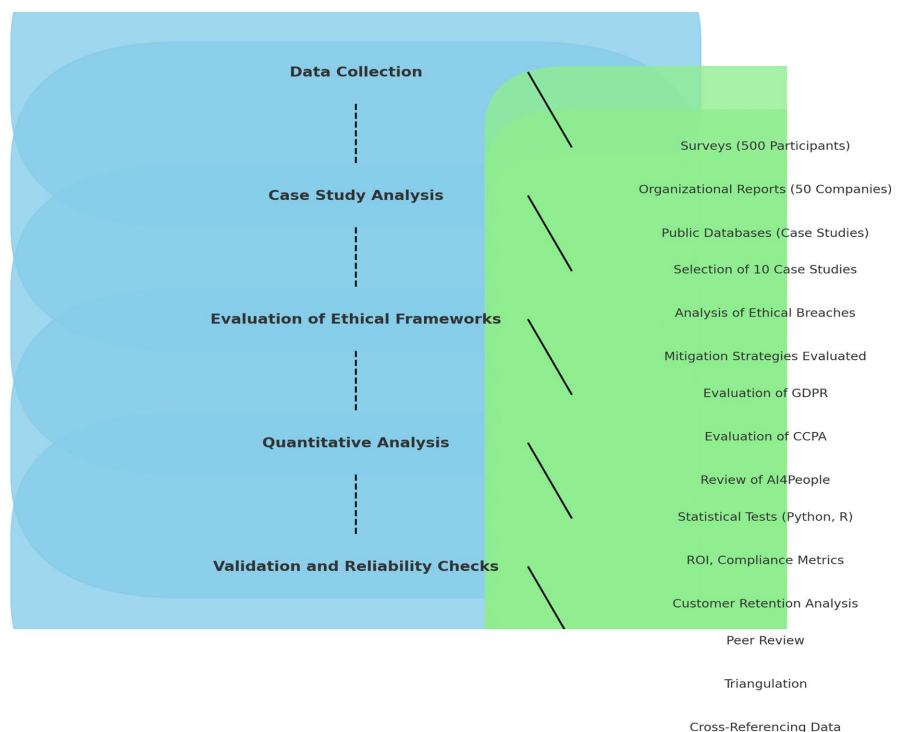 Data Collection
Surveys (500 Participants)
Organizational Reports (50 Companies)
Public Databases (Case Studies)
Case Study Analysis
Selection of 10 Case Studies
Analysis of Ethical Breaches
Mitigation Strategies Evaluated
Evaluation of Ethical Frameworks
Evaluation of GDPR
Evaluation of CCPA
Review of AI4People
Quantitative Analysis
Statistical Tests (Python, R)
ROI, Compliance Metrics
Customer Retention Analysis
Validation and Reliability Checks
Peer Review
Triangulation
Cross-Referencing Data